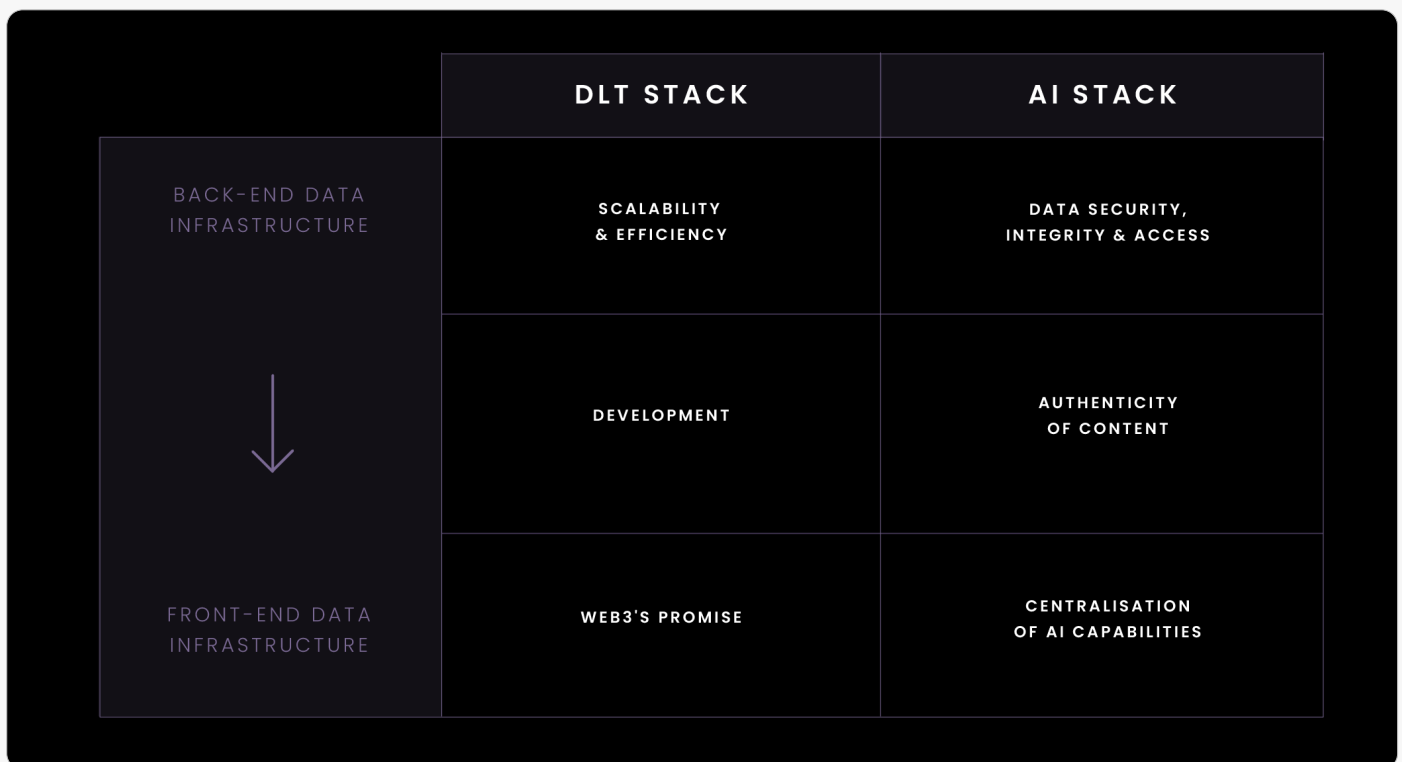 DLT STACK
AI STACK
BACK-END DATA
INFRASTRUCTURE
SCALABILITY
& EFFICIENCY
DATA SECURITY,
INTEGRITY & ACCESS
DEVELOPMENT
AUTHENTICITY
OF CONTENT
FRONT-END DATA
INFRASTRUCTURE
WEB3'S PROMISE
CENTRALISATION
OF AI CAPABILITIES